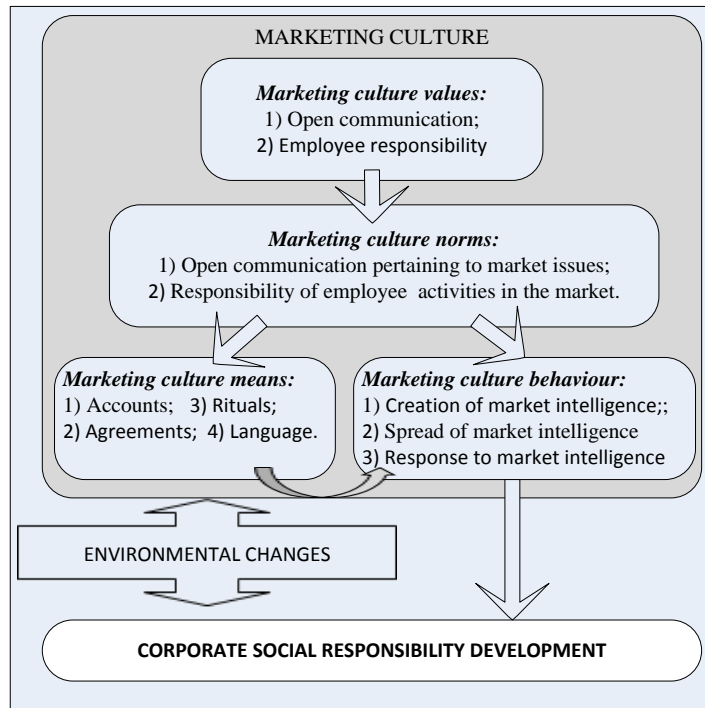 MARKETING CULTURE
Marketing culture values:
1) Open communication;
2) Employee responsibility
Marketing culture norms:
1) Open communication pertaining to market issues;
2) Responsibility of employee activities in the market.
Marketing culture means:
1) Accounts; 3) Rituals;
2) Agreements; 4) Language.
Marketing culture behaviour:
1) Creation of market intelligence;;
2) Spread of market intelligence
3) Response to market intelligence
ENVIRONMENTAL CHANGES
CORPORATE SOCIAL RESPONSIBILITY DEVELOPMENT